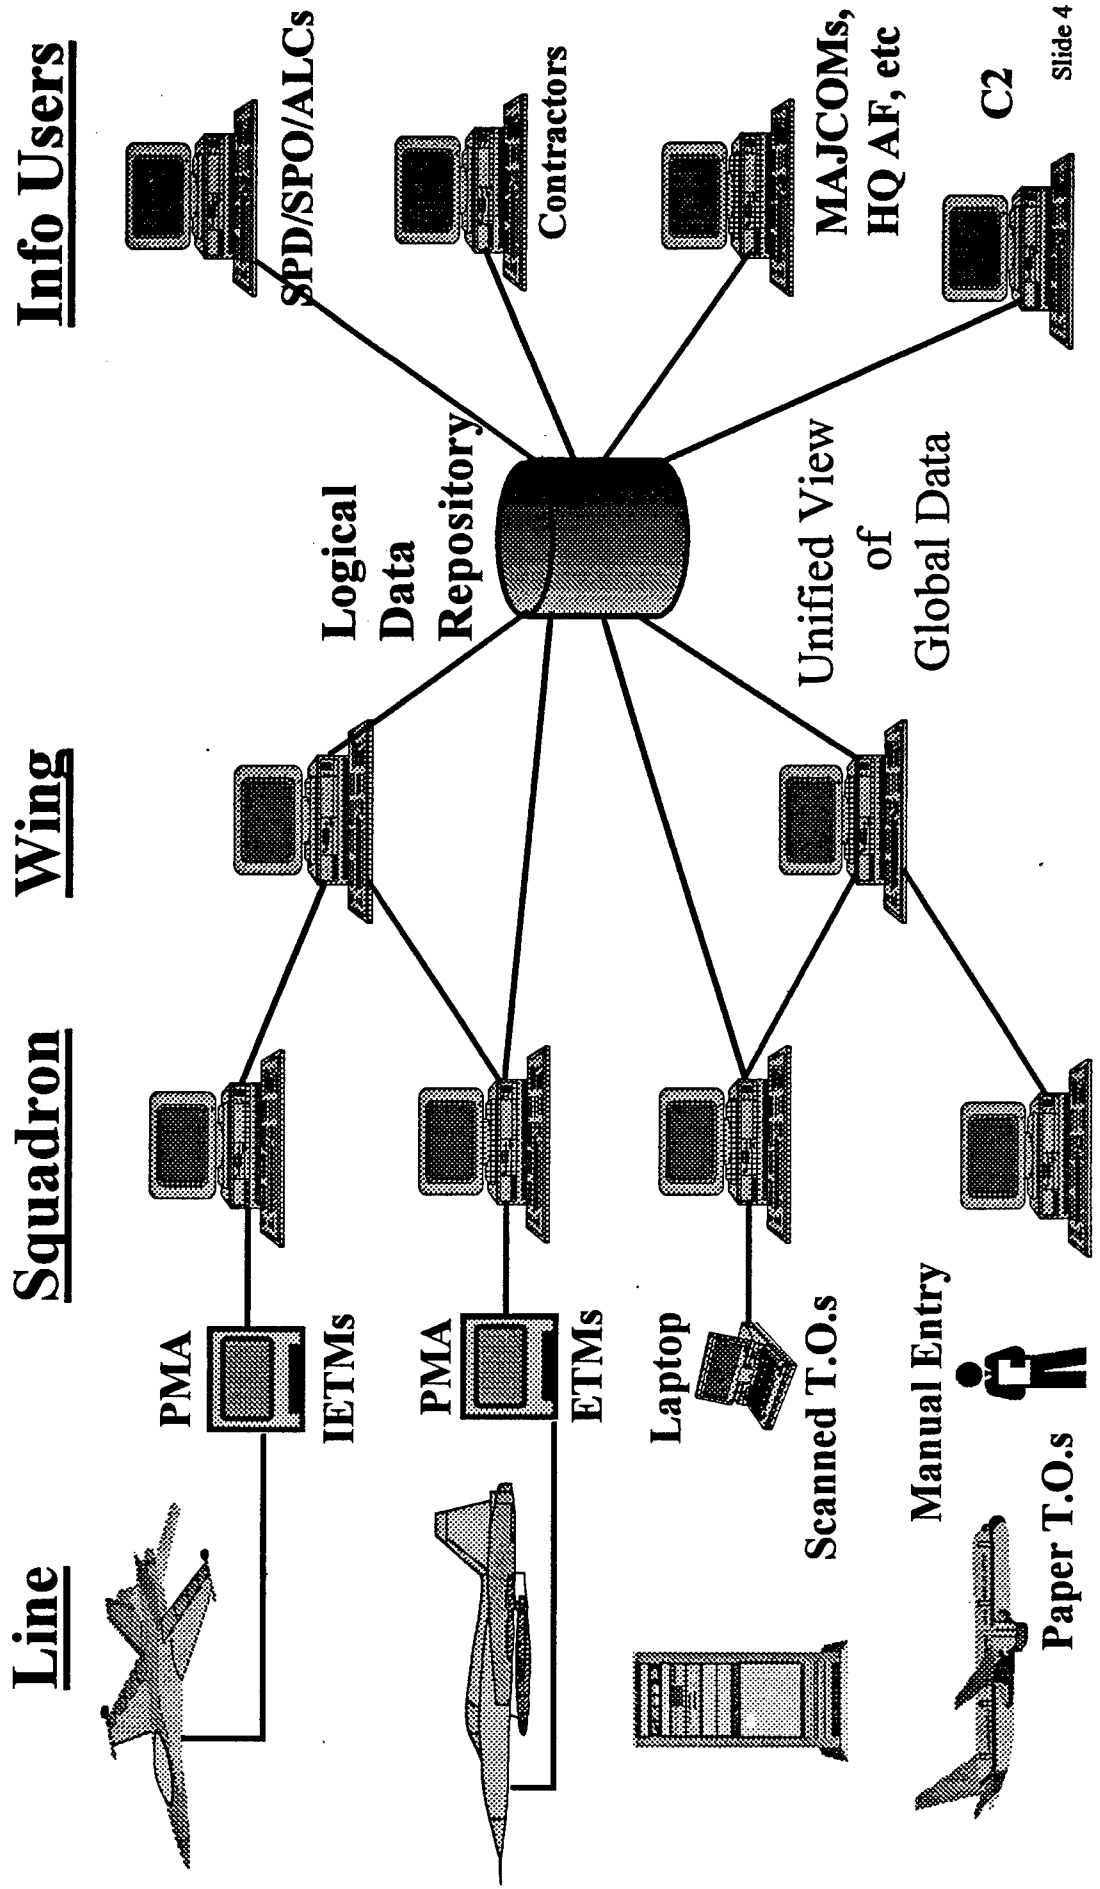 Line
Squadron
Wing
Info Users
PMA
IETMs
PMA
ETMs
Laptop
Scanned T.O.s
Manual Entry
Paper T.O.s
Logical
Data
Repository
Unified View
of
Global Data
SPD/SPO/ALCs
Contractors
MAJCOMs,
HQ AF, etc
C2
Slide 4